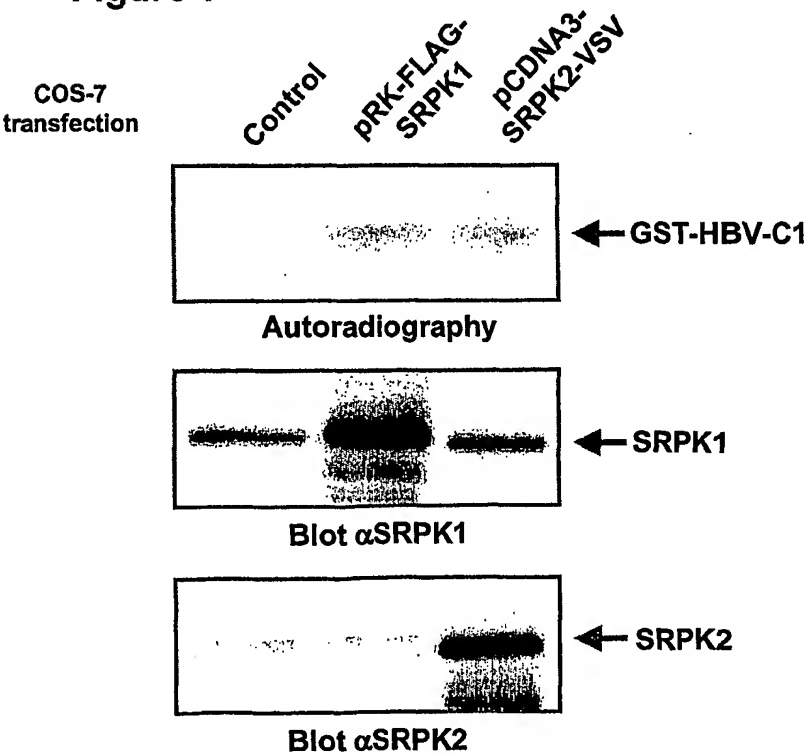 COS-7
transfection
Control
pRK-FLAG-
SRPK1
pCDNA3-
SRPK2-VSV
GST-HBV-C1
Autoradiography
SRPK1
Blot αSRPK1
SRPK2
Blot αSRPK2